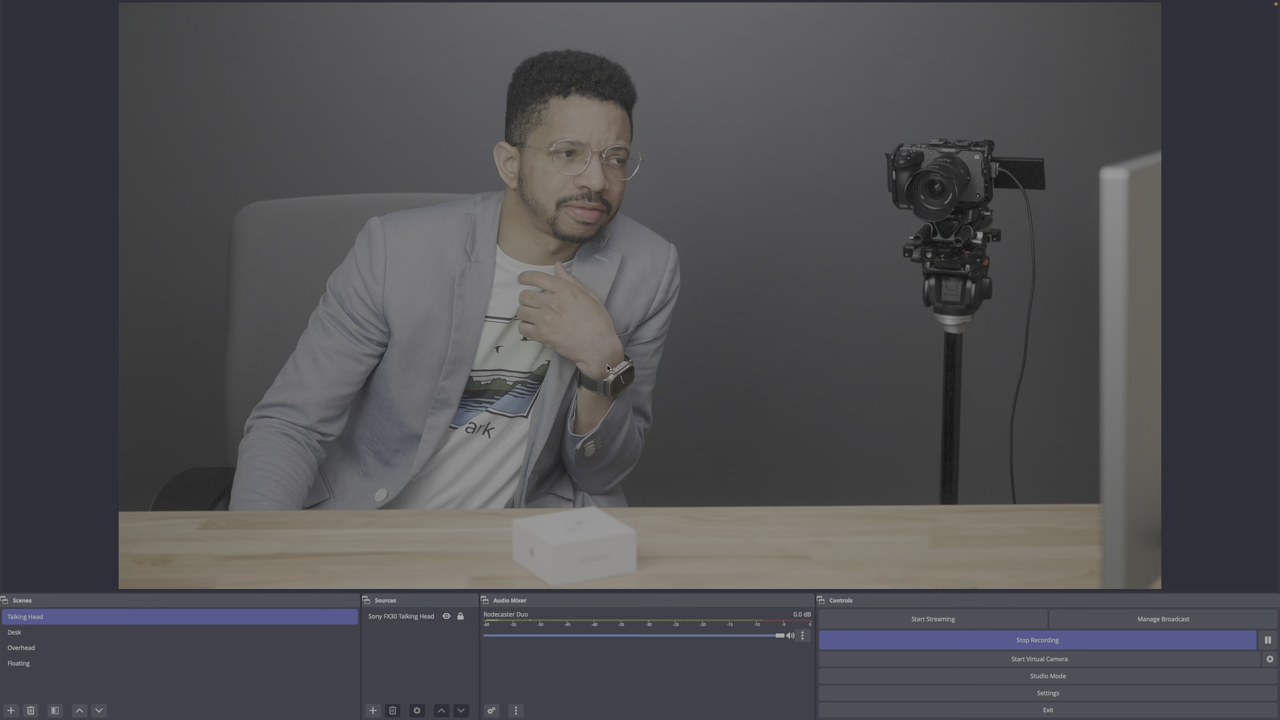 ark
Scenes
Talking Head
Desk
Overhead
Floating
Sources
Sony FX30 Talking Head
Audio Mixer
Rodecaster Duo
0.0 dB
Controls
Start Streaming
Manage Broadcast
Stop Recording
Start Virtual Camera
Studio Mode
Settings
Exit